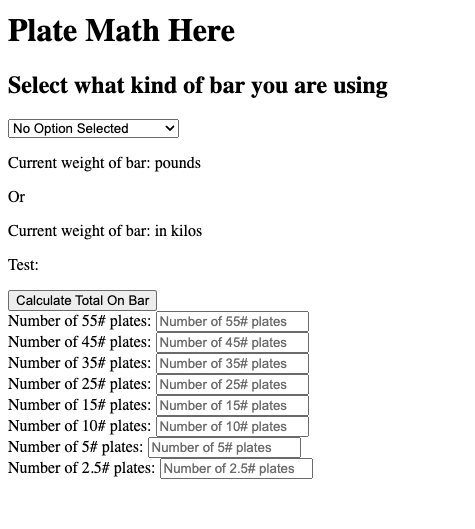 Plate Math Here
Select what kind of bar you are using
No Option Selected
Current weight of bar: pounds
Or
Current weight of bar: in kilos
Test:
Calculate Total On Bar
Number of 55# plates: Number of 55# plates
Number of 45# plates: Number of 45# plates
Number of 35# plates: Number of 35# plates
Number of 25# plates: Number of 25# plates
Number of 15# plates: Number of 15# plates
Number of 10# plates: Number of 10# plates
Number of 5# plates: Number of 5# plates
Number of 2.5# plates: Number of 2.5# plates